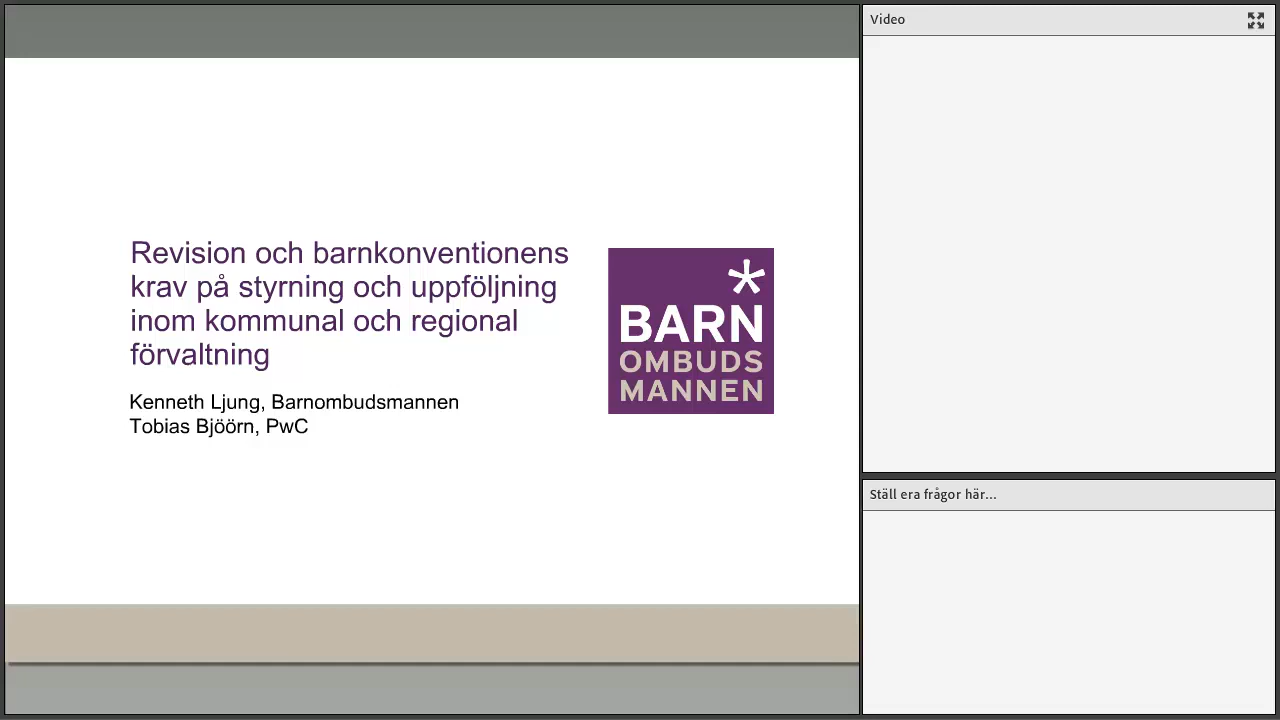 Revision och barnkonventionens
krav på styrning och uppföljning
inom kommunal och regional
förvaltning
Kenneth Ljung, Barnombudsmannen
Tobias Bjöörn, PwC
BARN
OMBUDS
MANNEN
Video
Ställ era frågor här...